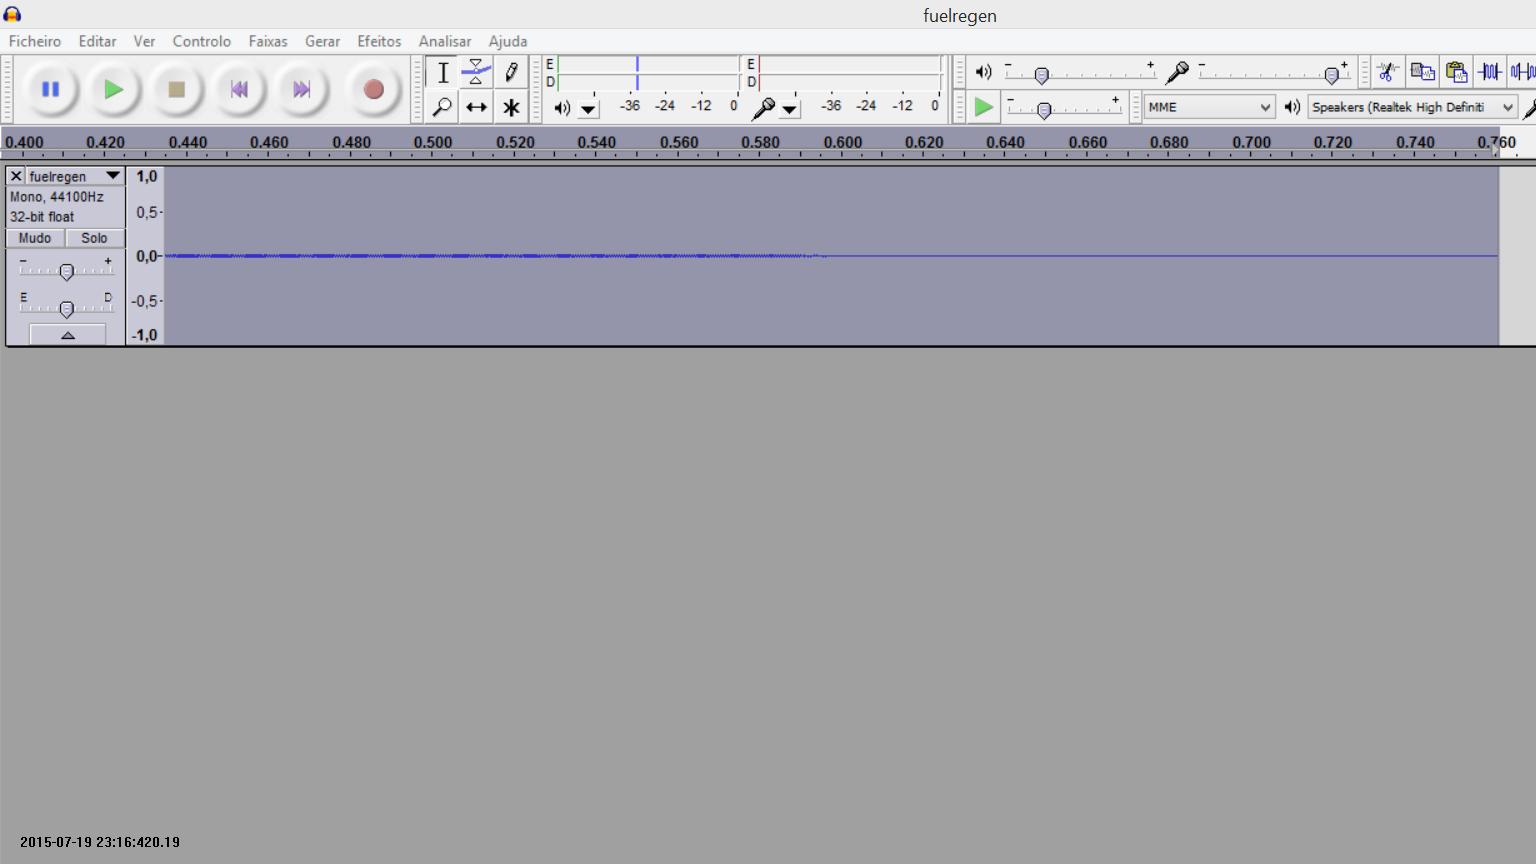 fuelregen
Ficheiro Editar Ver Controlo Faixas Gerar Efeitos Analisar Ajuda
E E
D D
- + - +
-36 -24 -12 0 -36 -24 -12 0
- + MME Speakers (Realtek High Definiti
0.400 0.420 0.440 0.460 0.480 0.500 0.520 0.540 0.560 0.580 0.600 0.620 0.640 0.660 0.680 0.700 0.720 0.740 0.760
fuelregen 1,0
Mono, 44100Hz
32-bit float 0,5-
Mudo Solo
- + 0,0-
E D -0,5-
-1,0
2015-07-19 23:16:420.19